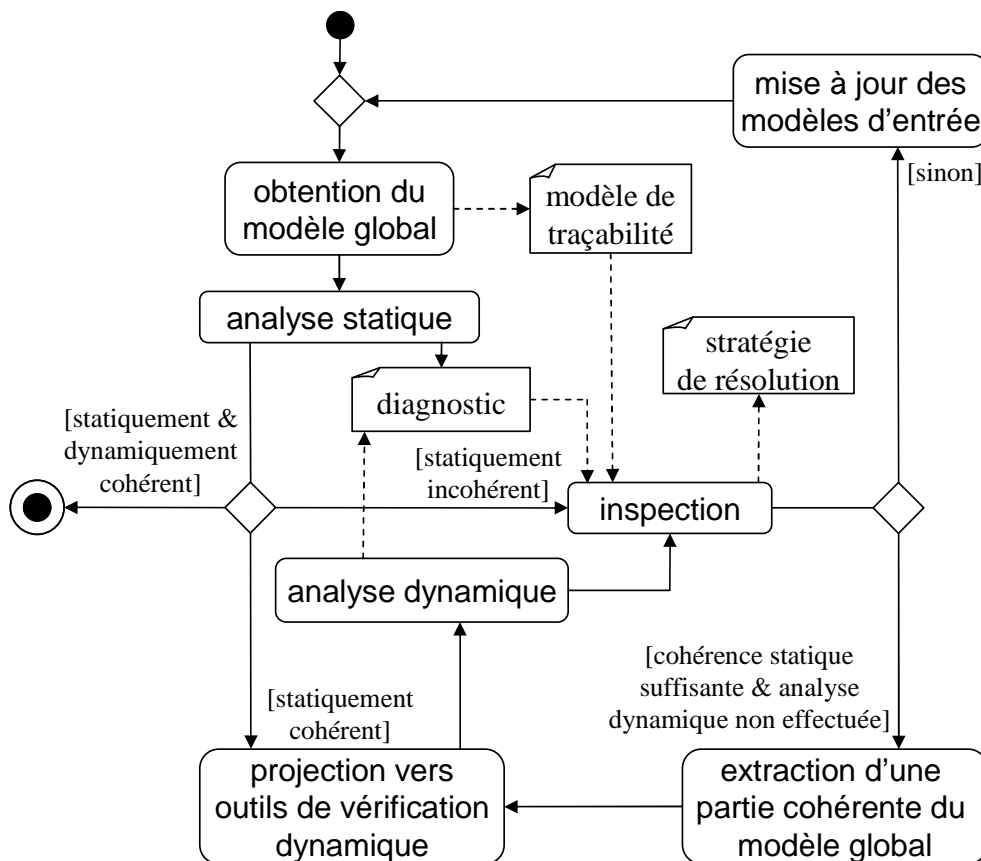 mise à jour des
modèles d'entrée
[sinon]
obtention du
modèle global
modèle de
traçabilité
analyse statique
stratégie
de résolution
diagnostic
[statiquement &
dynamiquement
cohérent]
[statiquement
incohérent]
inspection
analyse dynamique
[cohérence statique
suffisante & analyse
dynamique non effectuée]
[statiquement
cohérent]
projection vers
outils de vérification
dynamique
extraction d'une
partie cohérente du
modèle global